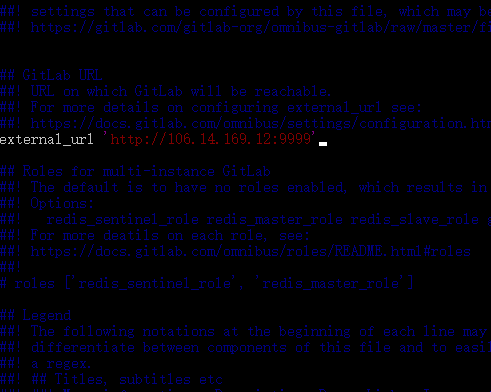 ##! settings that can be configured by this file, which may be
##! https://gitlab.com/gitlab-org/omnibus-gitlab/raw/master/fi
## GitLab URL
##! URL on which GitLab will be reachable.
##! For more details on configuring external_url see:
##! https://docs.gitlab.com/omnibus/settings/configuration.htm
external_url 'http://106.14.169.12:9999'
## Roles for multi-instance GitLab
##! The default is to have no roles enabled, which results in
##! Options:
##! redis_sentinel_role redis_master_role redis_slave_role
##! For more deatils on each role, see:
##! https://docs.gitlab.com/omnibus/roles/README.html#roles
##!
# roles ['redis_sentinel_role', 'redis_master_role']
## Legend
##! The following notations at the beginning of each line may
##! differentiate between components of this file and to easil
##! a regex.
##! ## Titles, subtitles etc